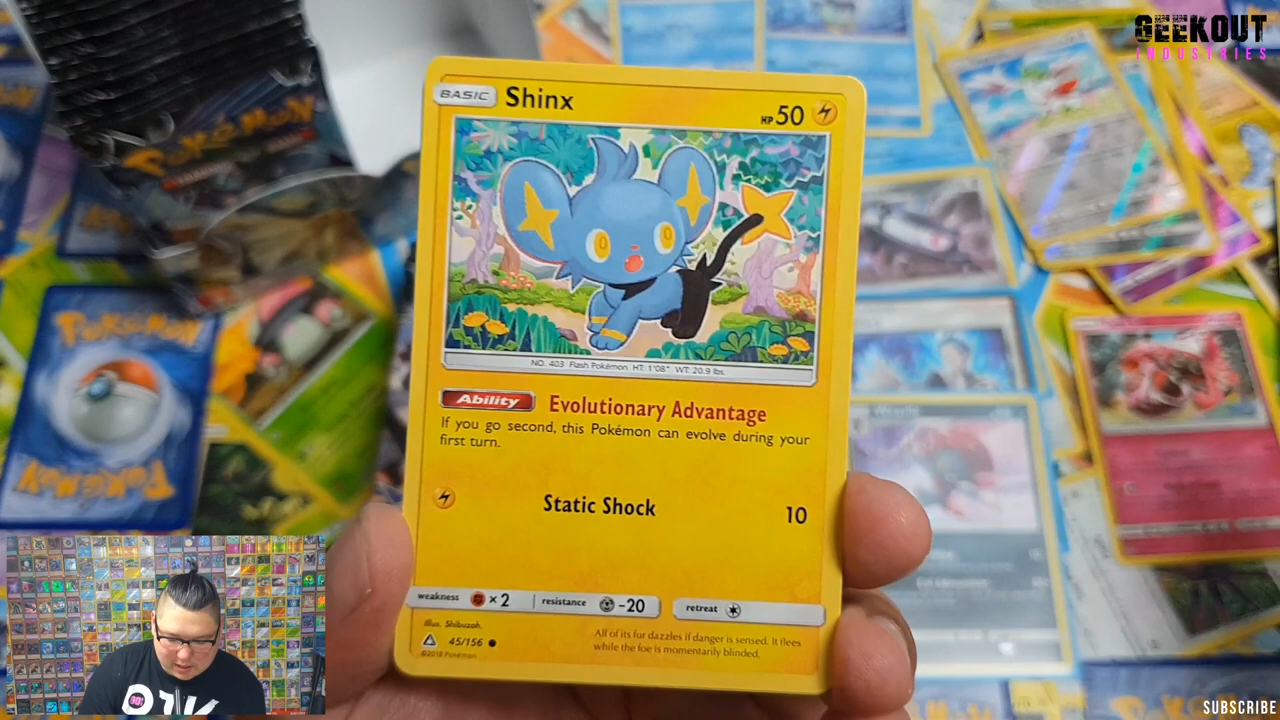 GEEKOUT
INDUSTRIES
POKÉMON
BASIC Shinx HP 50
NO. 403 Flash Pokémon HT: 1'08" WT: 20.9 lbs.
Ability Evolutionary Advantage
If you go second, this Pokémon can evolve during your
first turn.
Static Shock 10
weakness ×2 resistance -20 retreat
Illus. Shibuzoh.
45/156
©2018 Pokémon
All of its fur dazzles if danger is sensed. It flees
while the foe is momentarily blinded.
POKÉMON
POKÉMON
SUBSCRIBE